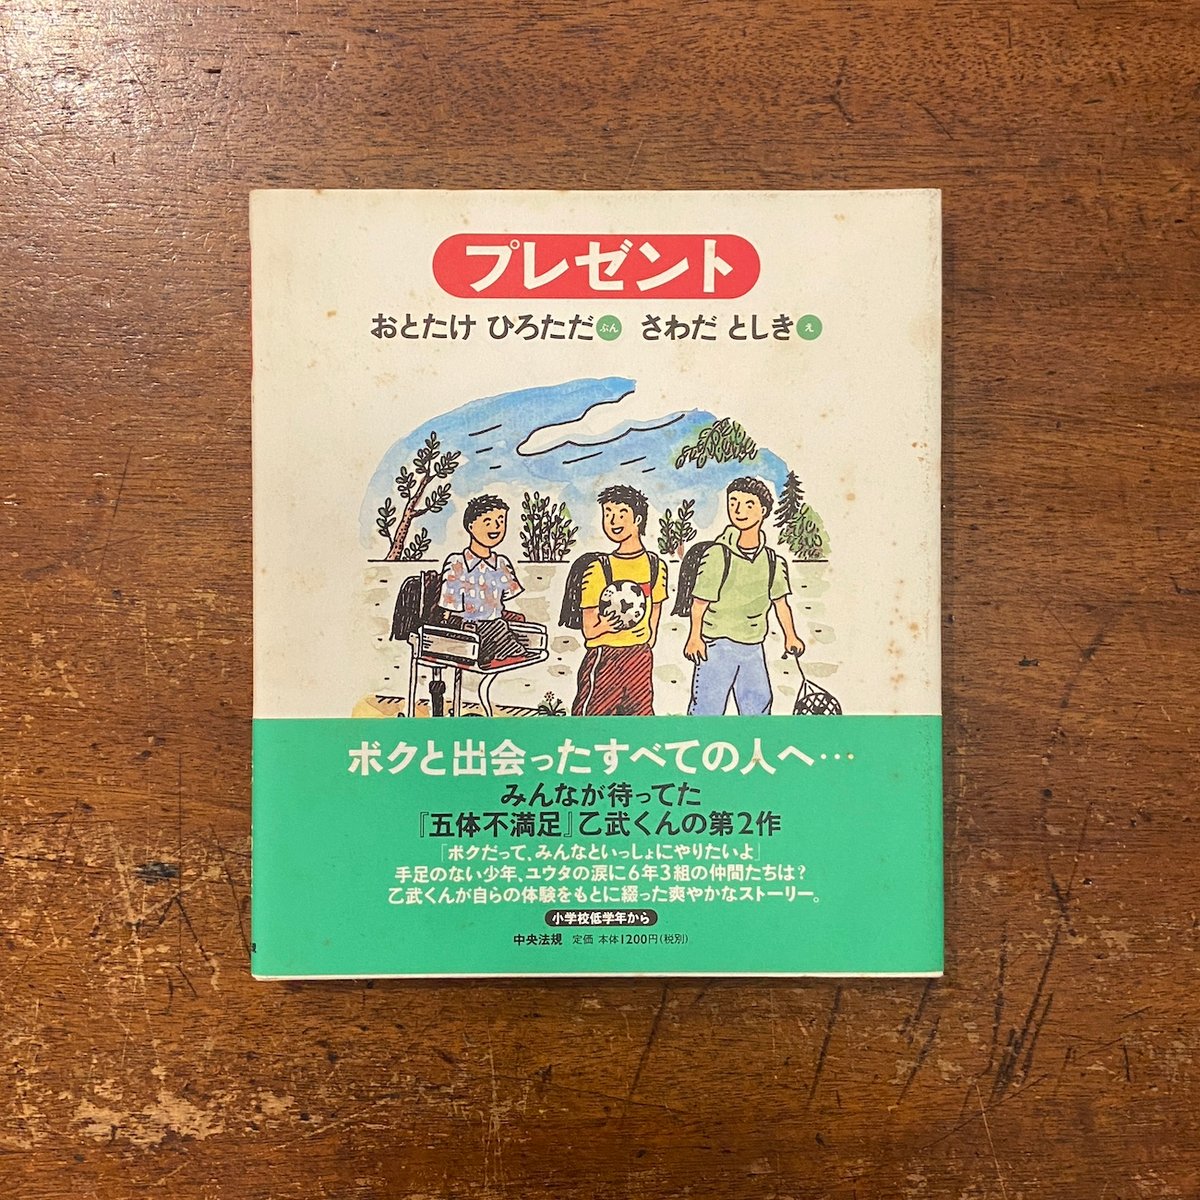 プレゼント
おとたけ ひろただ ぶん さわだ としき え
ボクと出会ったすべての人へ…
みんなが待ってた
『五体不満足』乙武くんの第2作
「ボクだって、みんなといっしょにやりたいよ」
手足のない少年、ユウタの涙に6年3組の仲間たちは?
乙武くんが自らの体験をもとに綴った爽やかなストーリー。
小学校低学年から
中央法規 定価 本体1200円(税別)